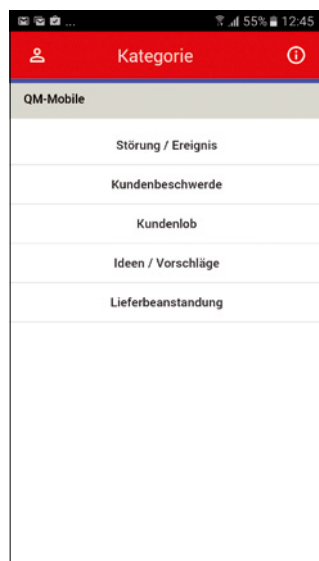 ... 55% 12:45
Kategorie
QM-Mobile
Störung / Ereignis
Kundenbeschwerde
Kundenlob
Ideen / Vorschläge
Lieferbeanstandung